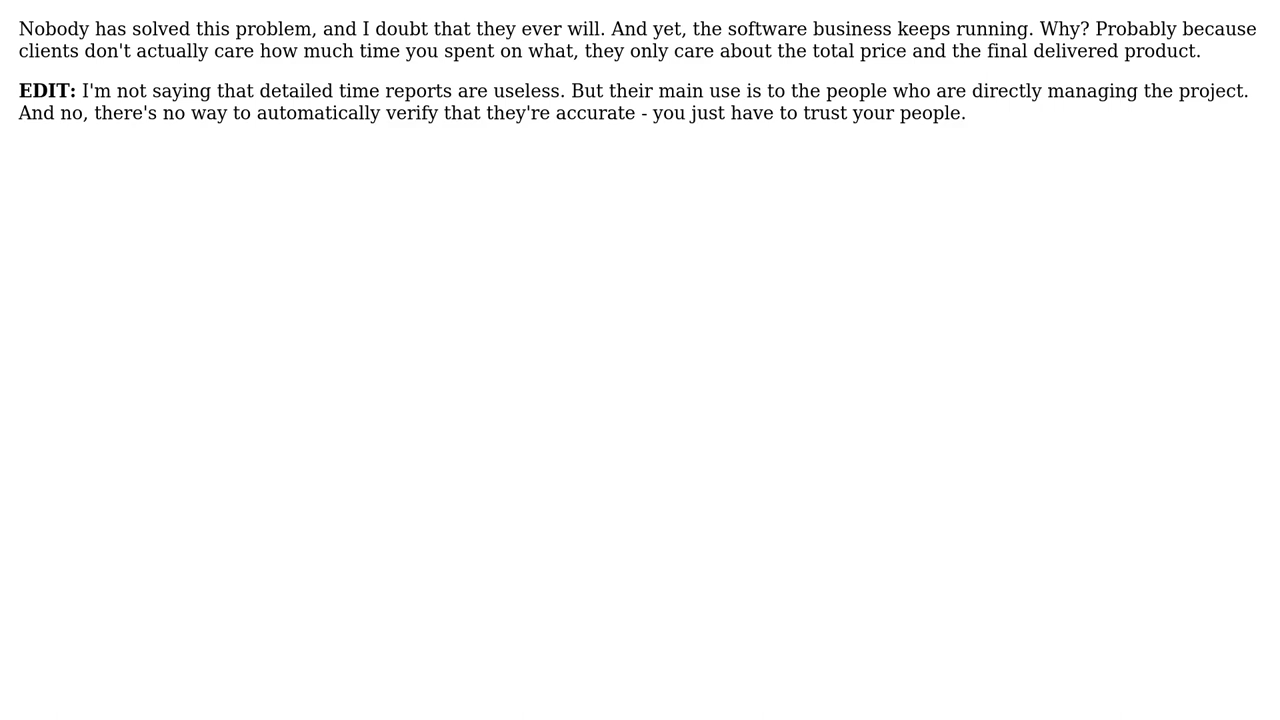 Nobody has solved this problem, and I doubt that they ever will. And yet, the software business keeps running. Why? Probably because
clients don't actually care how much time you spent on what, they only care about the total price and the final delivered product.
EDIT: I'm not saying that detailed time reports are useless. But their main use is to the people who are directly managing the project.
And no, there's no way to automatically verify that they're accurate - you just have to trust your people.